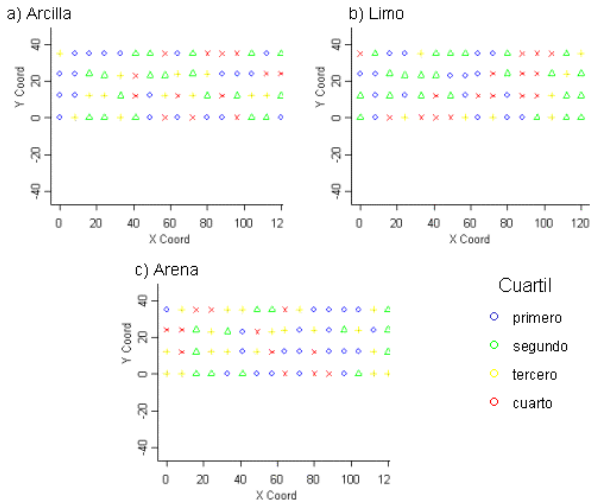 a) Arcilla
b) Limo
Y Coord
40
20
0
-20
-40
0 20 40 60 80 100 12
X Coord
Y Coord
40
20
0
-20
-40
0 20 40 60 80 100 120
X Coord
c) Arena
Y Coord
40
20
0
-20
-40
0 20 40 60 80 100 12
X Coord
Cuartil
primero
segundo
tercero
cuarto